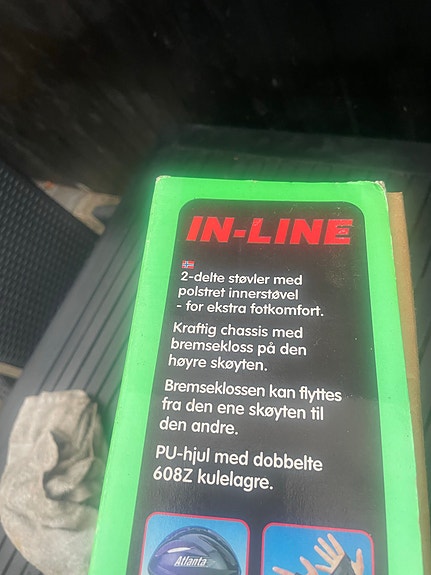 IN-LINE
2-delte støvler med
polstret innerstøvel
- for ekstra fotkomfort.
Kraftig chassis med
bremsekloss på den
høyre skøyten.
Bremseklossen kan flyttes
fra den ene skøyten til
den andre.
PU-hjul med dobbelte
608Z kulelagre.
Atlanta